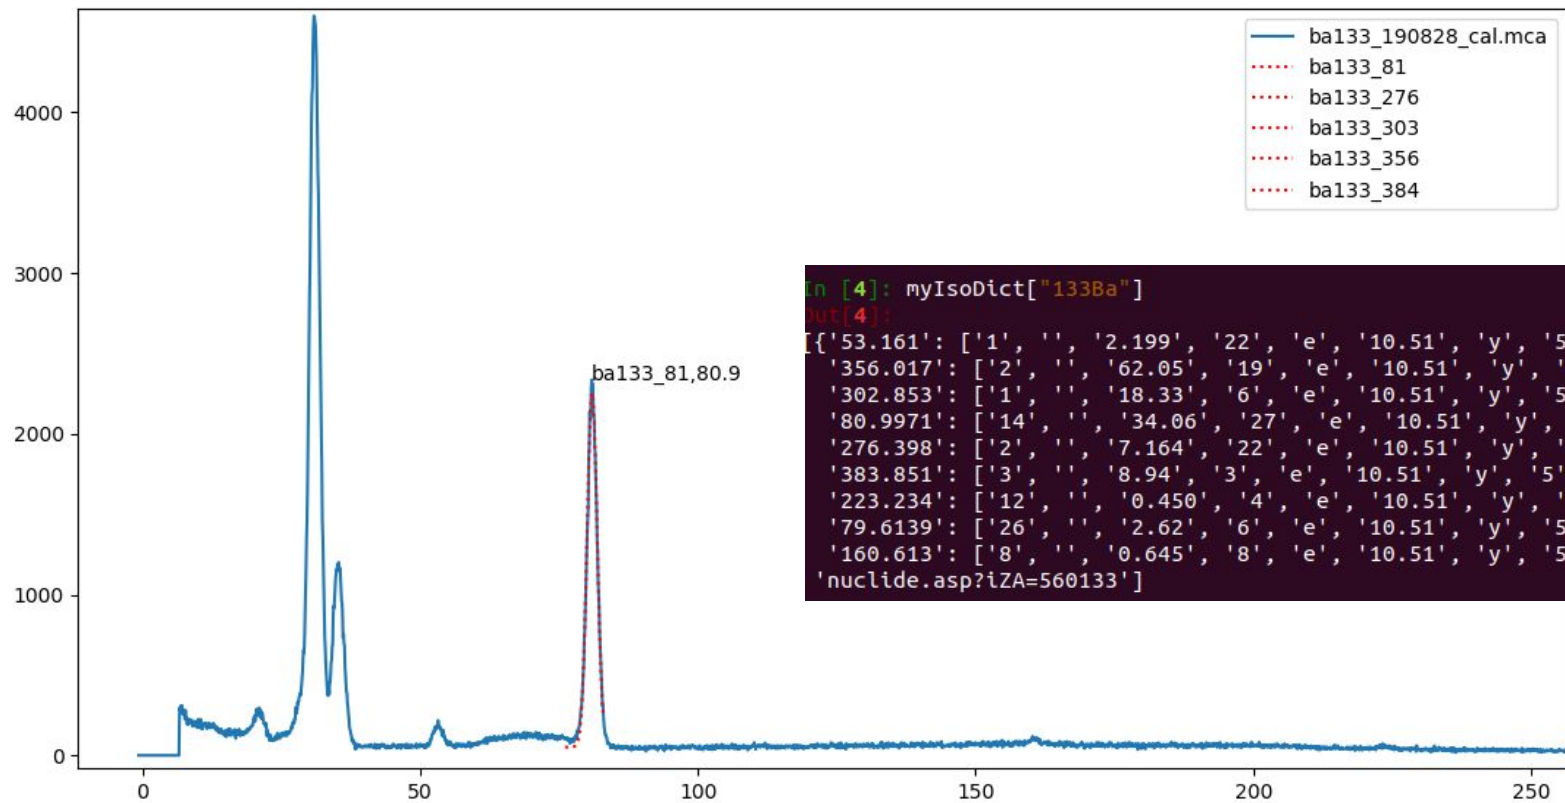 4000
3000
2000
1000
0
0
50
100
150
200
250
ba133_190828_cal.mca
ba133_81
ba133_276
ba133_303
ba133_356
ba133_384
ba133_81,80.9
In [4]: myIsoDict["133Ba"]
Out[4]:
[{'53.161': ['1', '', '2.199', '22', 'e', '10.51', 'y', '5
'356.017': ['2', '', '62.05', '19', 'e', '10.51', 'y', '
'302.853': ['1', '', '18.33', '6', 'e', '10.51', 'y', '5
'80.9971': ['14', '', '34.06', '27', 'e', '10.51', 'y',
'276.398': ['2', '', '7.164', '22', 'e', '10.51', 'y', '
'383.851': ['3', '', '8.94', '3', 'e', '10.51', 'y', '5'
'223.234': ['12', '', '0.450', '4', 'e', '10.51', 'y', '
'79.6139': ['26', '', '2.62', '6', 'e', '10.51', 'y', '5
'160.613': ['8', '', '0.645', '8', 'e', '10.51', 'y', '5
'nuclide.asp?iZA=560133']